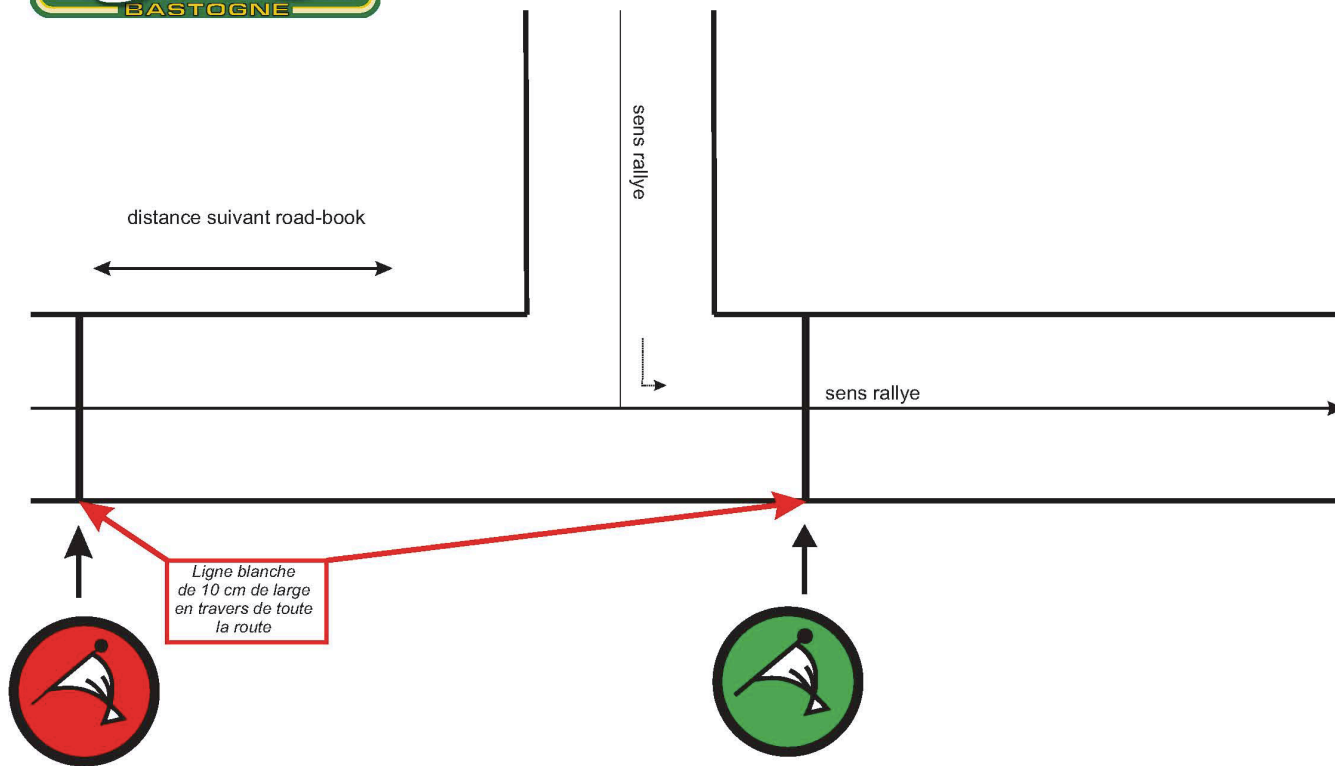 BASTOGNE
sens rallye
distance suivant road-book
sens rallye
Ligne blanche
de 10 cm de large
en travers de toute
la route